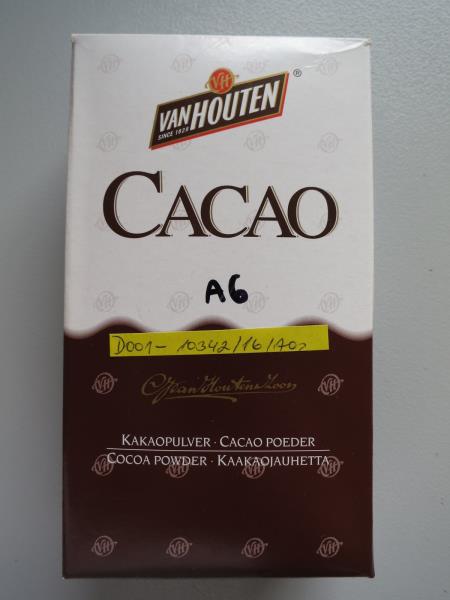 VH
VAN HOUTEN
SINCE 1828
®
CACAO
A6
D001- 10342/16/A02
C.J. van Houten & Zoon
KAKAOPULVER · CACAO POEDER
COCOA POWDER · KAAKAOJAUHETTA